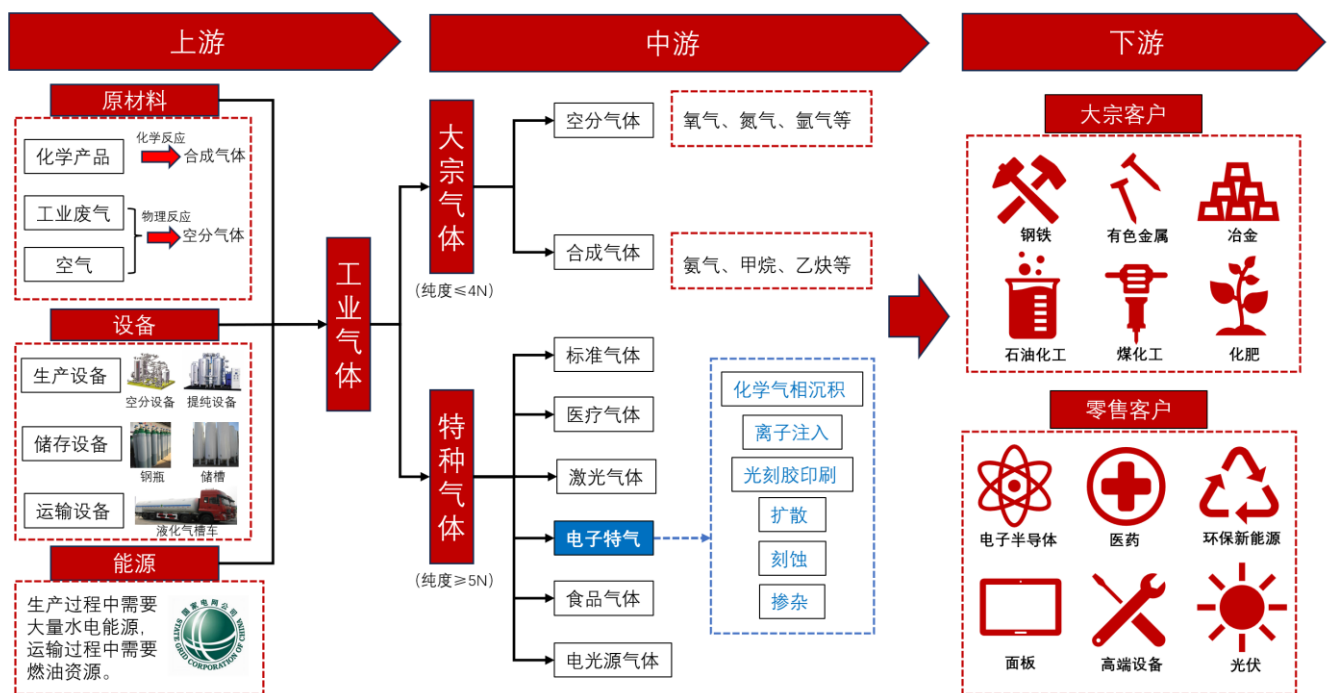 上游
中游
下游
原材料
化学产品
化学反应
合成气体
工业废气
物理反应
空分气体
空气
设备
生产设备
空分设备
提纯设备
储存设备
钢瓶
储槽
运输设备
液化气槽车
能源
生产过程中需要
大量水电能源，
运输过程中需要
燃油资源。
国家电网公司
STATE GRID CORPORATION OF CHINA
工业气体
大宗气体
(纯度≤4N)
空分气体
氧气、氮气、氩气等
合成气体
氨气、甲烷、乙炔等
特种气体
(纯度≥5N)
标准气体
医疗气体
激光气体
电子特气
食品气体
电光源气体
化学气相沉积
离子注入
光刻胶印刷
扩散
刻蚀
掺杂
大宗客户
钢铁
有色金属
冶金
石油化工
煤化工
化肥
零售客户
电子半导体
医药
环保新能源
面板
高端设备
光伏